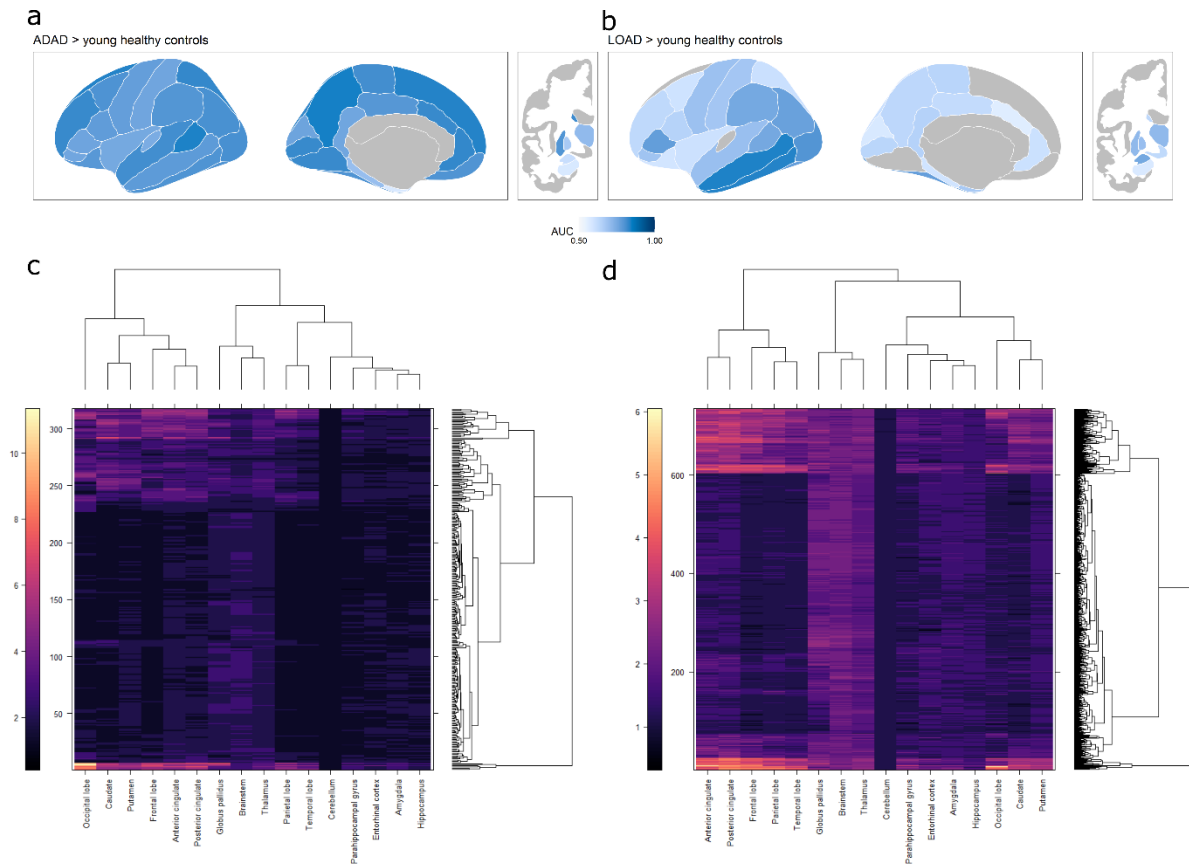 a
ADAD > young healthy controls
b
LOAD > young healthy controls
AUC
0.50
1.00
c
d
10
8
6
4
2
300
250
200
150
100
50
Occipital lobe
Caudate
Putamen
Frontal lobe
Anterior cingulate
Posterior cingulate
Globus pallidus
Brainstem
Thalamus
Parietal lobe
Temporal lobe
Cerebellum
Parahippocampal gyrus
Entorhinal cortex
Amygdala
Hippocampus
6
5
4
3
2
1
600
400
200
Anterior cingulate
Posterior cingulate
Frontal lobe
Parietal lobe
Temporal lobe
Globus pallidus
Brainstem
Thalamus
Cerebellum
Parahippocampal gyrus
Entorhinal cortex
Amygdala
Hippocampus
Occipital lobe
Caudate
Putamen